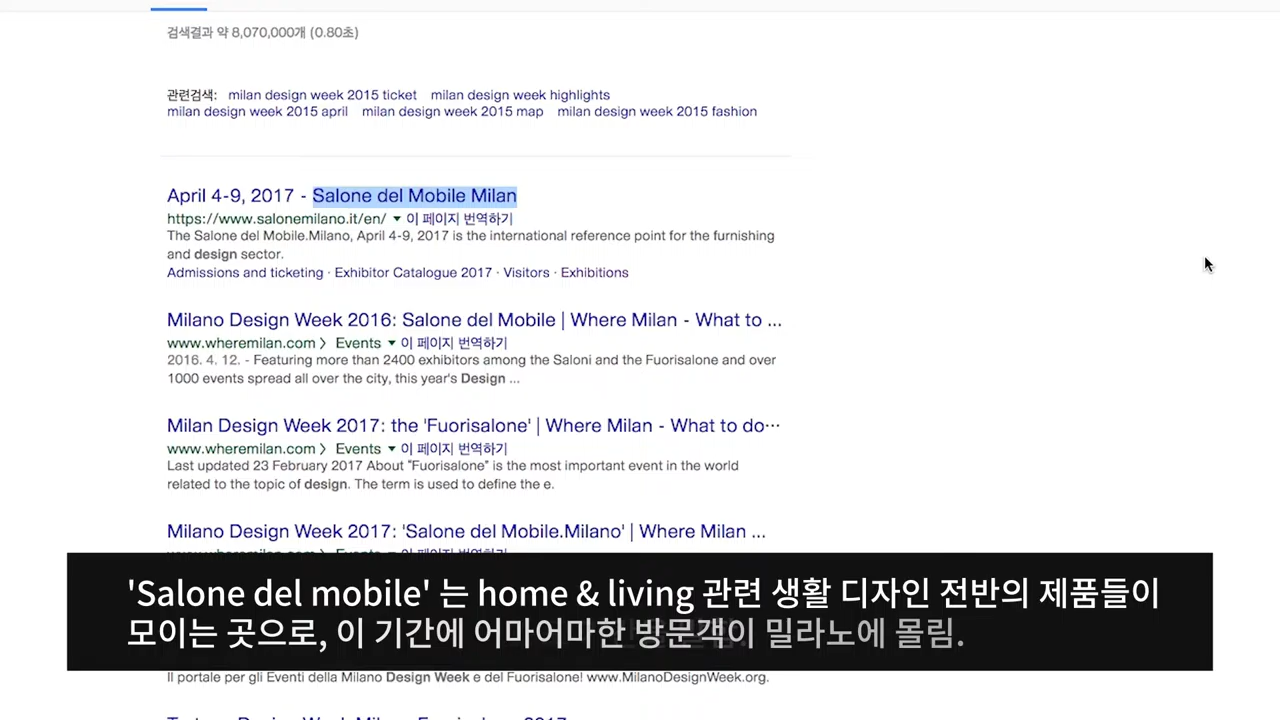 검색결과 약 8,070,000개 (0.80초)
관련검색: milan design week 2015 ticket milan design week highlights
milan design week 2015 april milan design week 2015 map milan design week 2015 fashion
April 4-9, 2017 - Salone del Mobile Milan
https://www.salonemilano.it/en/ ▼ 이 페이지 번역하기
The Salone del Mobile.Milano, April 4-9, 2017 is the international reference point for the furnishing
and design sector.
Admissions and ticketing · Exhibitor Catalogue 2017 · Visitors · Exhibitions
Milano Design Week 2016: Salone del Mobile | Where Milan - What to ...
www.wheremilan.com 〉 Events ▼ 이 페이지 번역하기
2016. 4. 12. - Featuring more than 2400 exhibitors among the Saloni and the Fuorisalone and over
1000 events spread all over the city, this year's Design ...
Milan Design Week 2017: the 'Fuorisalone' | Where Milan - What to do···
www.wheremilan.com 〉 Events ▼ 이 페이지 번역하기
Last updated 23 February 2017 About "Fuorisalone" is the most important event in the world
related to the topic of design. The term is used to define the e.
Milano Design Week 2017: 'Salone del Mobile.Milano' | Where Milan ...
'Salone del mobile' 는 home & living 관련 생활 디자인 전반의 제품들이
모이는 곳으로, 이 기간에 어마어마한 방문객이 밀라노에 몰림.
Il portale per gli Eventi della Milano Design Week e del Fuorisalone! www.MilanoDesignWeek.org.